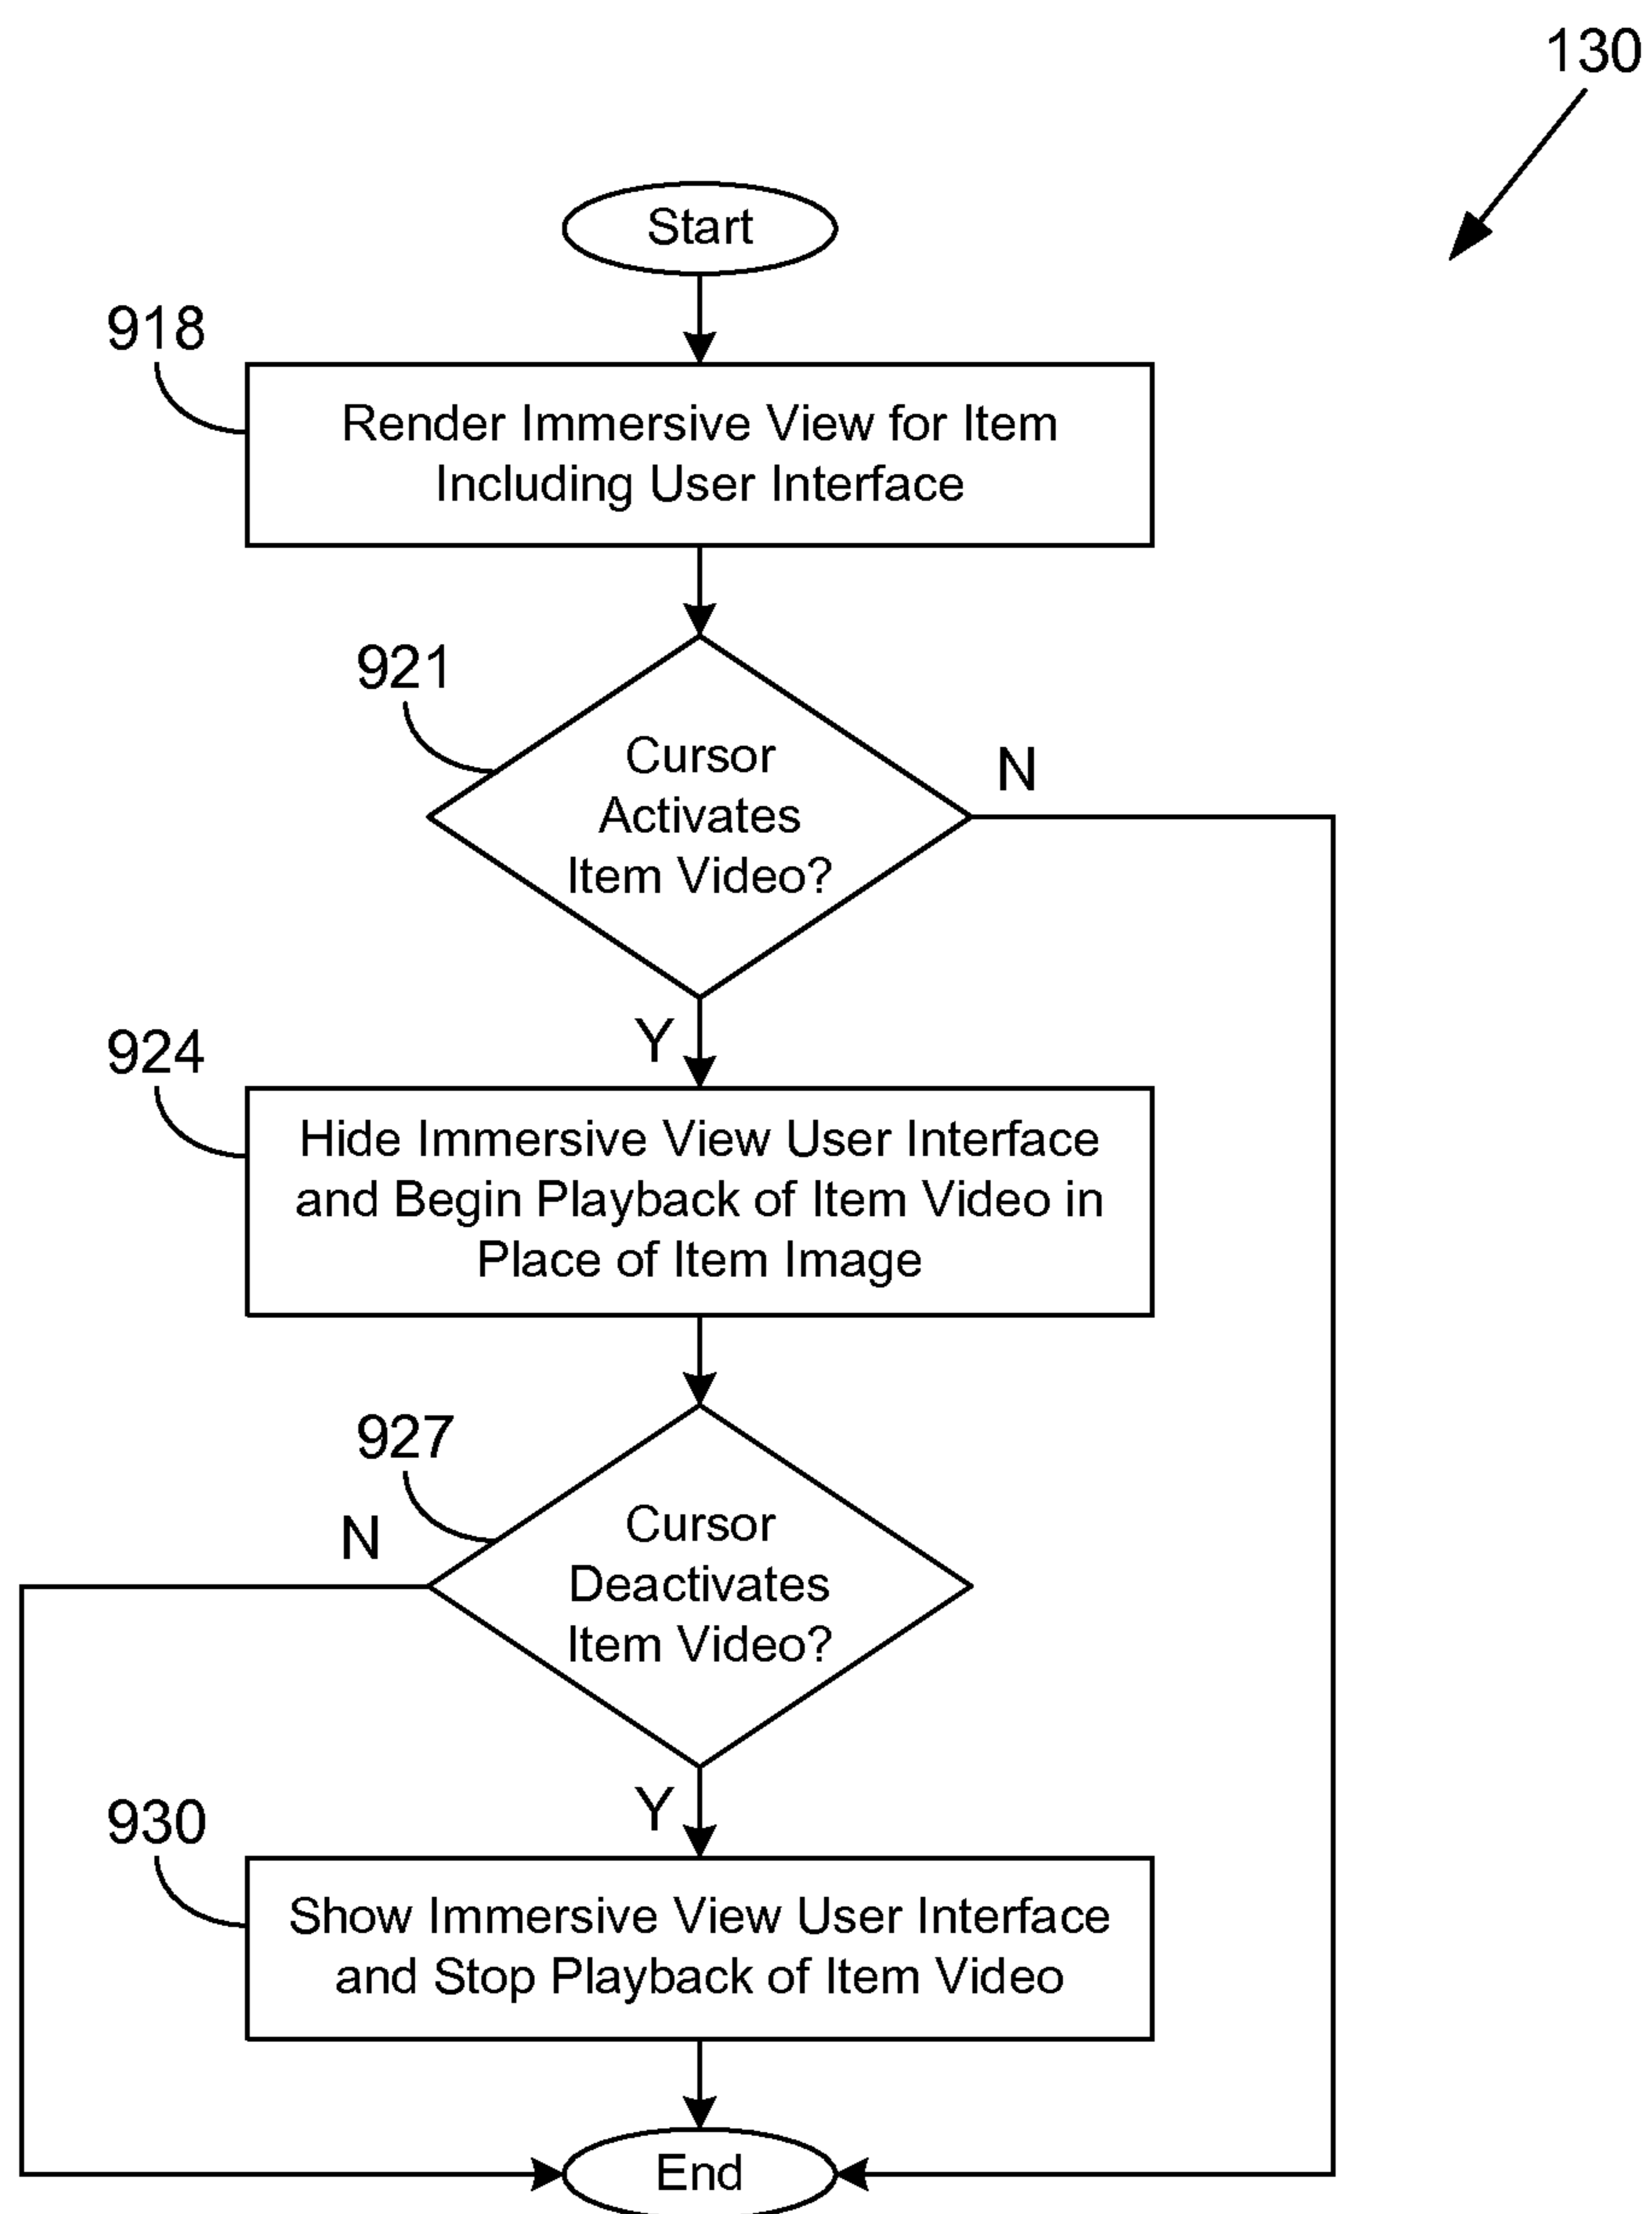 130
Start
918
Render Immersive View for Item
Including User Interface
921
Cursor
Activates
Item Video?
N
Y
924
Hide Immersive View User Interface
and Begin Playback of Item Video in
Place of Item Image
927
Cursor
Deactivates
Item Video?
N
Y
930
Show Immersive View User Interface
and Stop Playback of Item Video
End